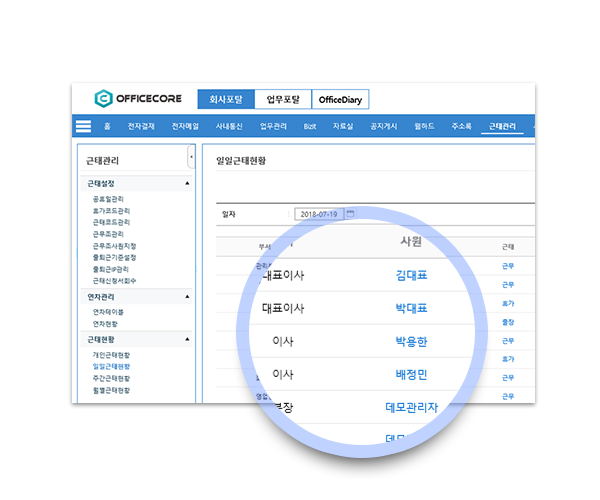 OFFICECORE 회사포탈 업무포탈 OfficeDiary
홈 전자결재 전자메일 사내통신 업무관리 Bizit 자료실 공지게시 웹하드 주소록 근태관리
근태관리
근태설정
공휴일관리
휴가코드관리
근태코드관리
근무조관리
근무조사원지정
출퇴근기준설정
출퇴근IP관리
근태신청서회수
연차관리
연차테이블
연차현황
근태현황
개인근태현황
일일근태현황
주간근태현황
월별근태현황
일일근태현황
일자 2018-07-19
사원 근태
대표이사 김대표 근무
대표이사 박대표 근무
이사 박용한 휴가
이사 배정민 출장
부장 데모관리자 근무
휴가
근무
근무